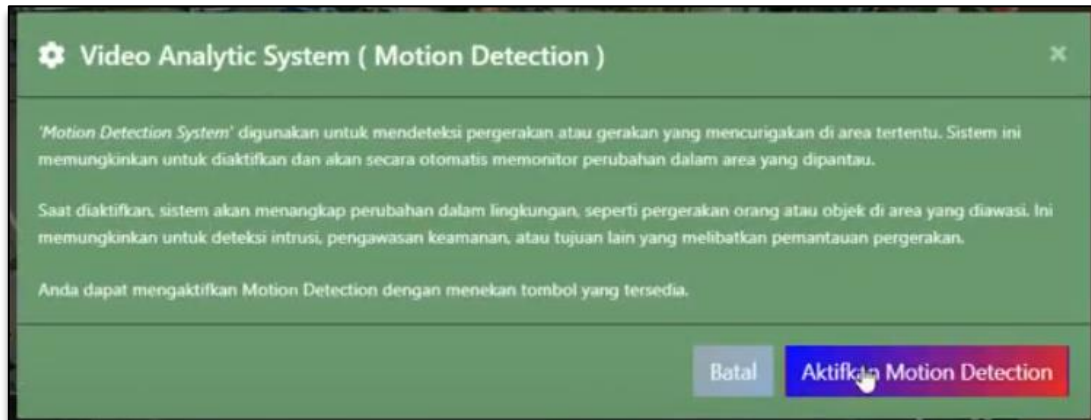 Video Analytic System ( Motion Detection )
'Motion Detection System' digunakan untuk mendeteksi pergerakan atau gerakan yang mencurigakan di area tertentu. Sistem ini
memungkinkan untuk diaktifkan dan akan secara otomatis memonitor perubahan dalam area yang dipantau.
Saat diaktifkan, sistem akan menangkap perubahan dalam lingkungan, seperti pergerakan orang atau objek di area yang diawasi. Ini
memungkinkan untuk deteksi intrusi, pengawasan keamanan, atau tujuan lain yang melibatkan pemantauan pergerakan.
Anda dapat mengaktifkan Motion Detection dengan menekan tombol yang tersedia.
Batal
Aktifkan Motion Detection